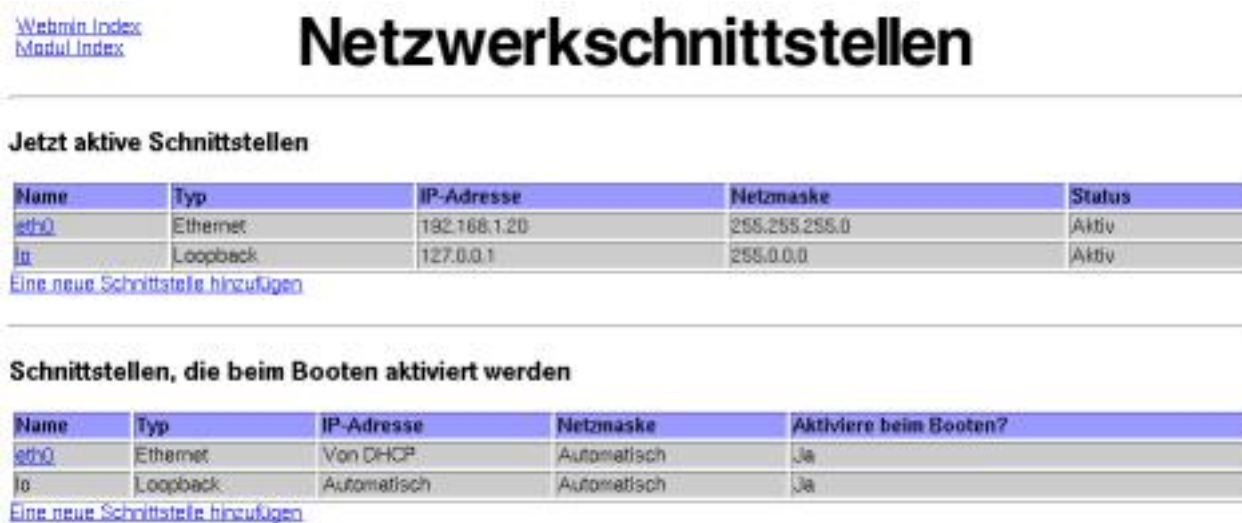 Webmin Index
Modul Index
Netzwerkschnittstellen
Jetzt aktive Schnittstellen
Name Typ IP-Adresse Netzmaske Status
eth0 Ethernet 192.168.1.20 255.255.255.0 Aktiv
lo Loopback 127.0.0.1 255.0.0.0 Aktiv
Eine neue Schnittstelle hinzufügen
Schnittstellen, die beim Booten aktiviert werden
Name Typ IP-Adresse Netzmaske Aktiviere beim Booten?
eth0 Ethernet Von DHCP Automatisch Ja
lo Loopback Automatisch Automatisch Ja
Eine neue Schnittstelle hinzufügen